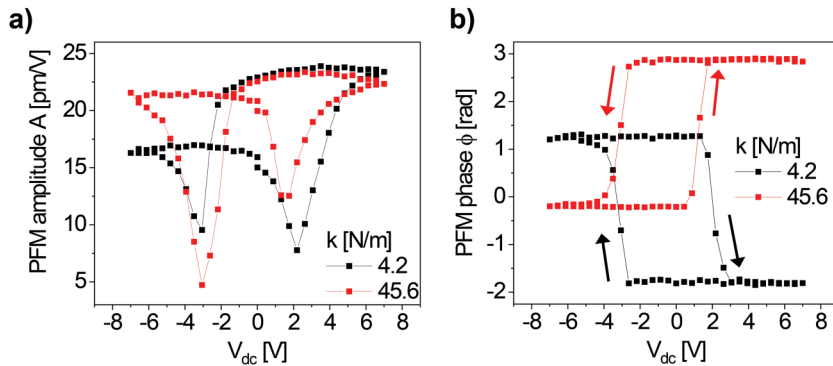 a)
PFM amplitude A [pm/V]
25
20
15
10
5
-8 -6 -4 -2 0 2 4 6 8
V_dc [V]
k [N/m]
4.2
45.6
b)
PFM phase ϕ [rad]
3
2
1
0
-1
-2
-8 -6 -4 -2 0 2 4 6 8
V_dc [V]
k [N/m]
4.2
45.6